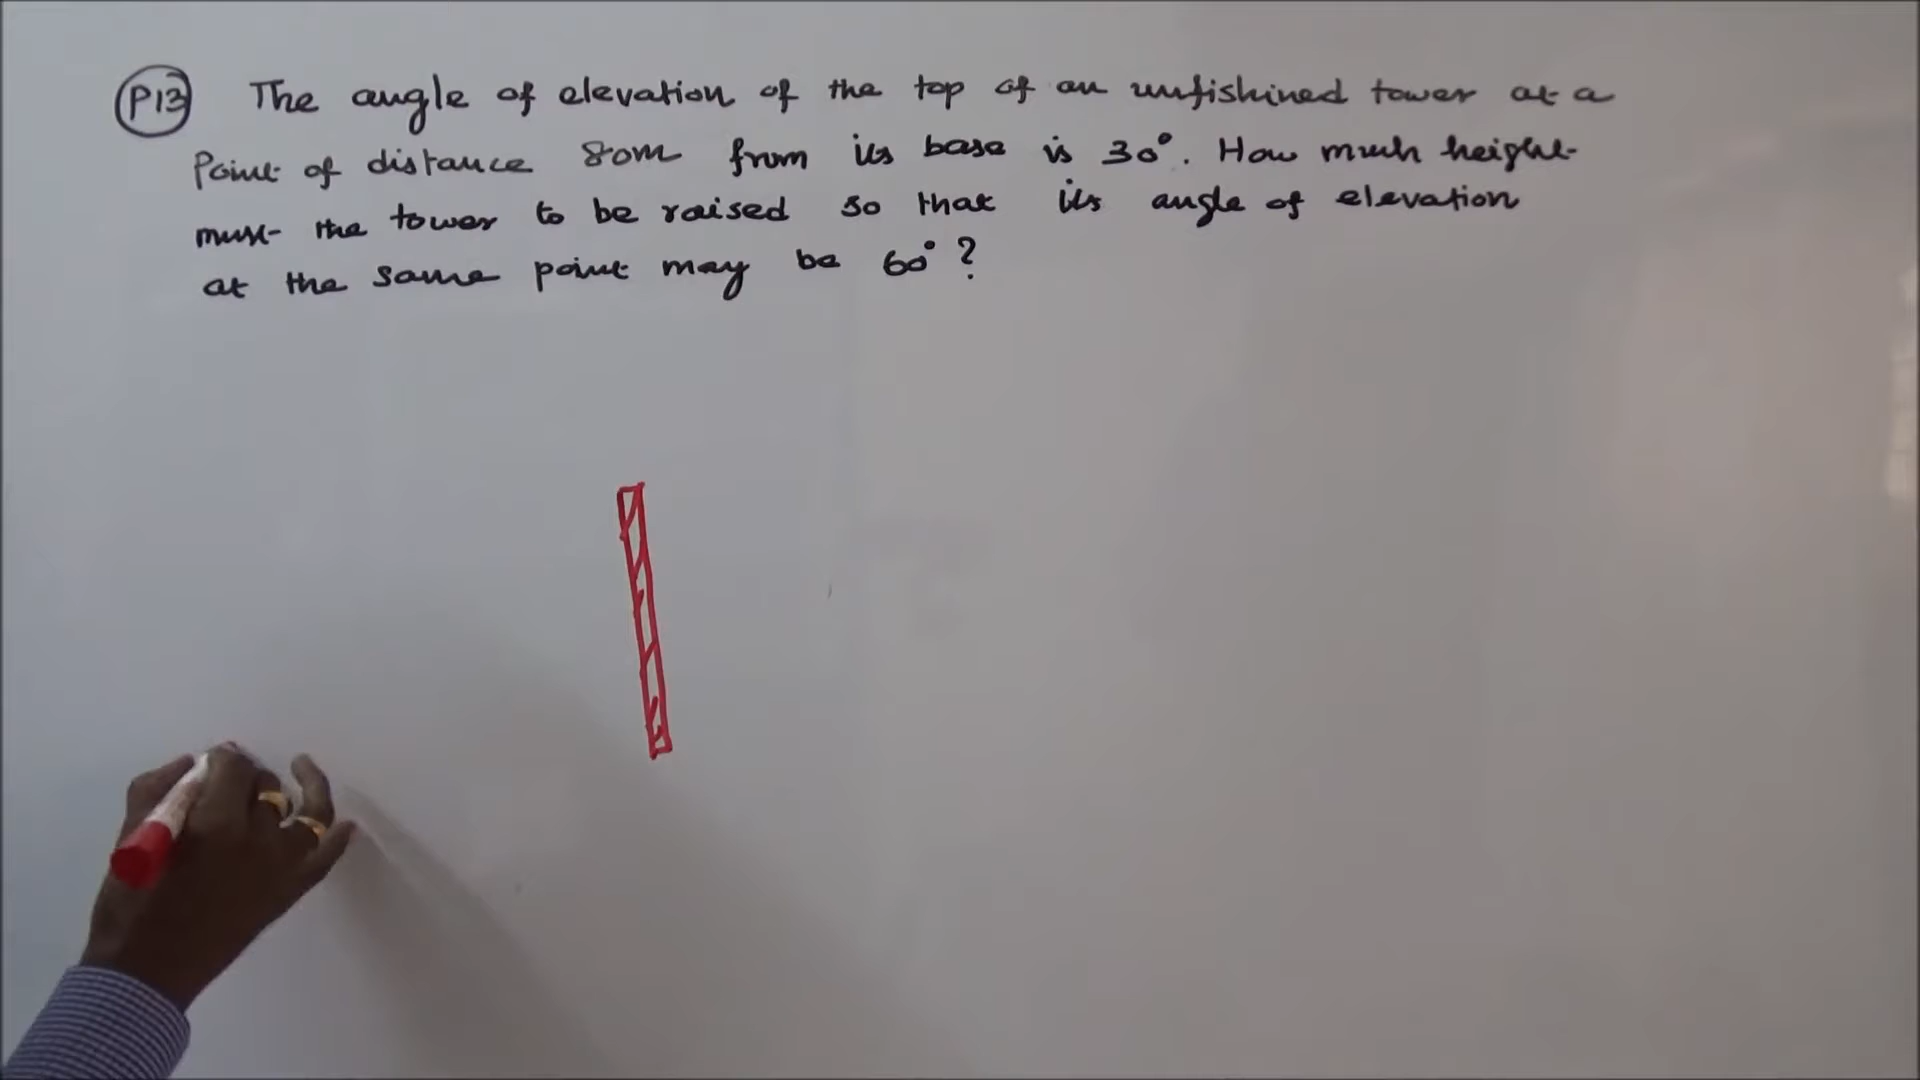 P13 The angle of elevation of the top of an unfishined tower at a
Point of distance 80m from its base is 30°. How much height
must the tower to be raised so that its angle of elevation
at the same point may be 60°?